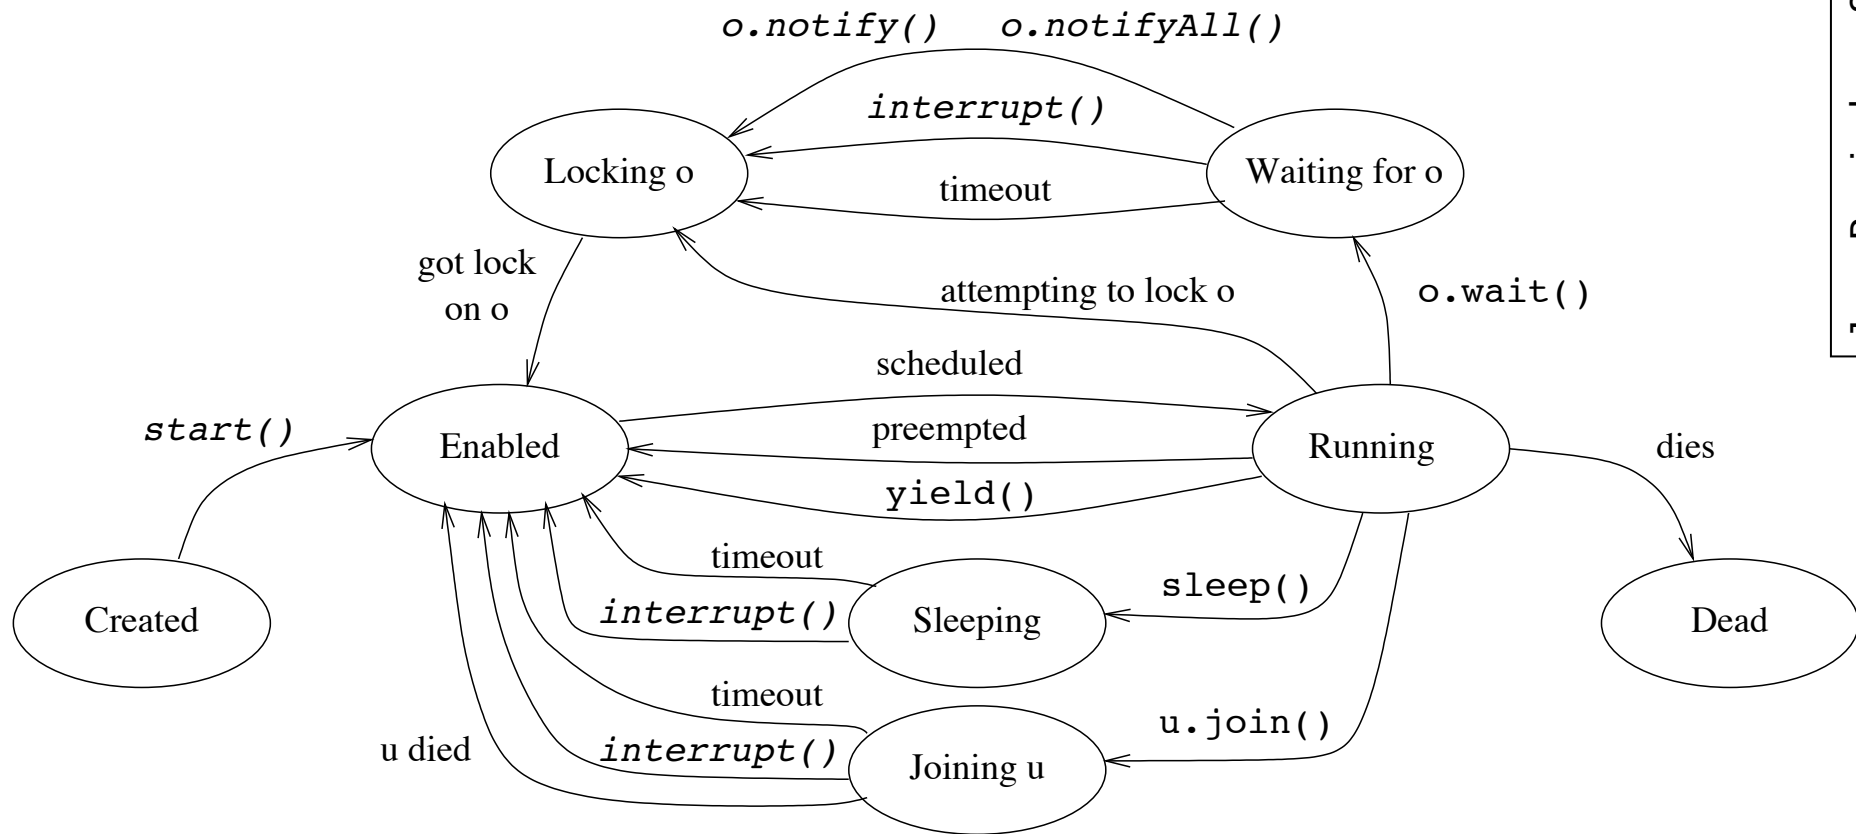 o.notify() o.notifyAll()
interrupt()
Locking o
Waiting for o
timeout
got lock
on o
attempting to lock o
o.wait()
scheduled
start()
Enabled
preempted
Running
dies
yield()
timeout
sleep()
Created
interrupt()
Sleeping
Dead
timeout
u.join()
u died
interrupt()
Joining u